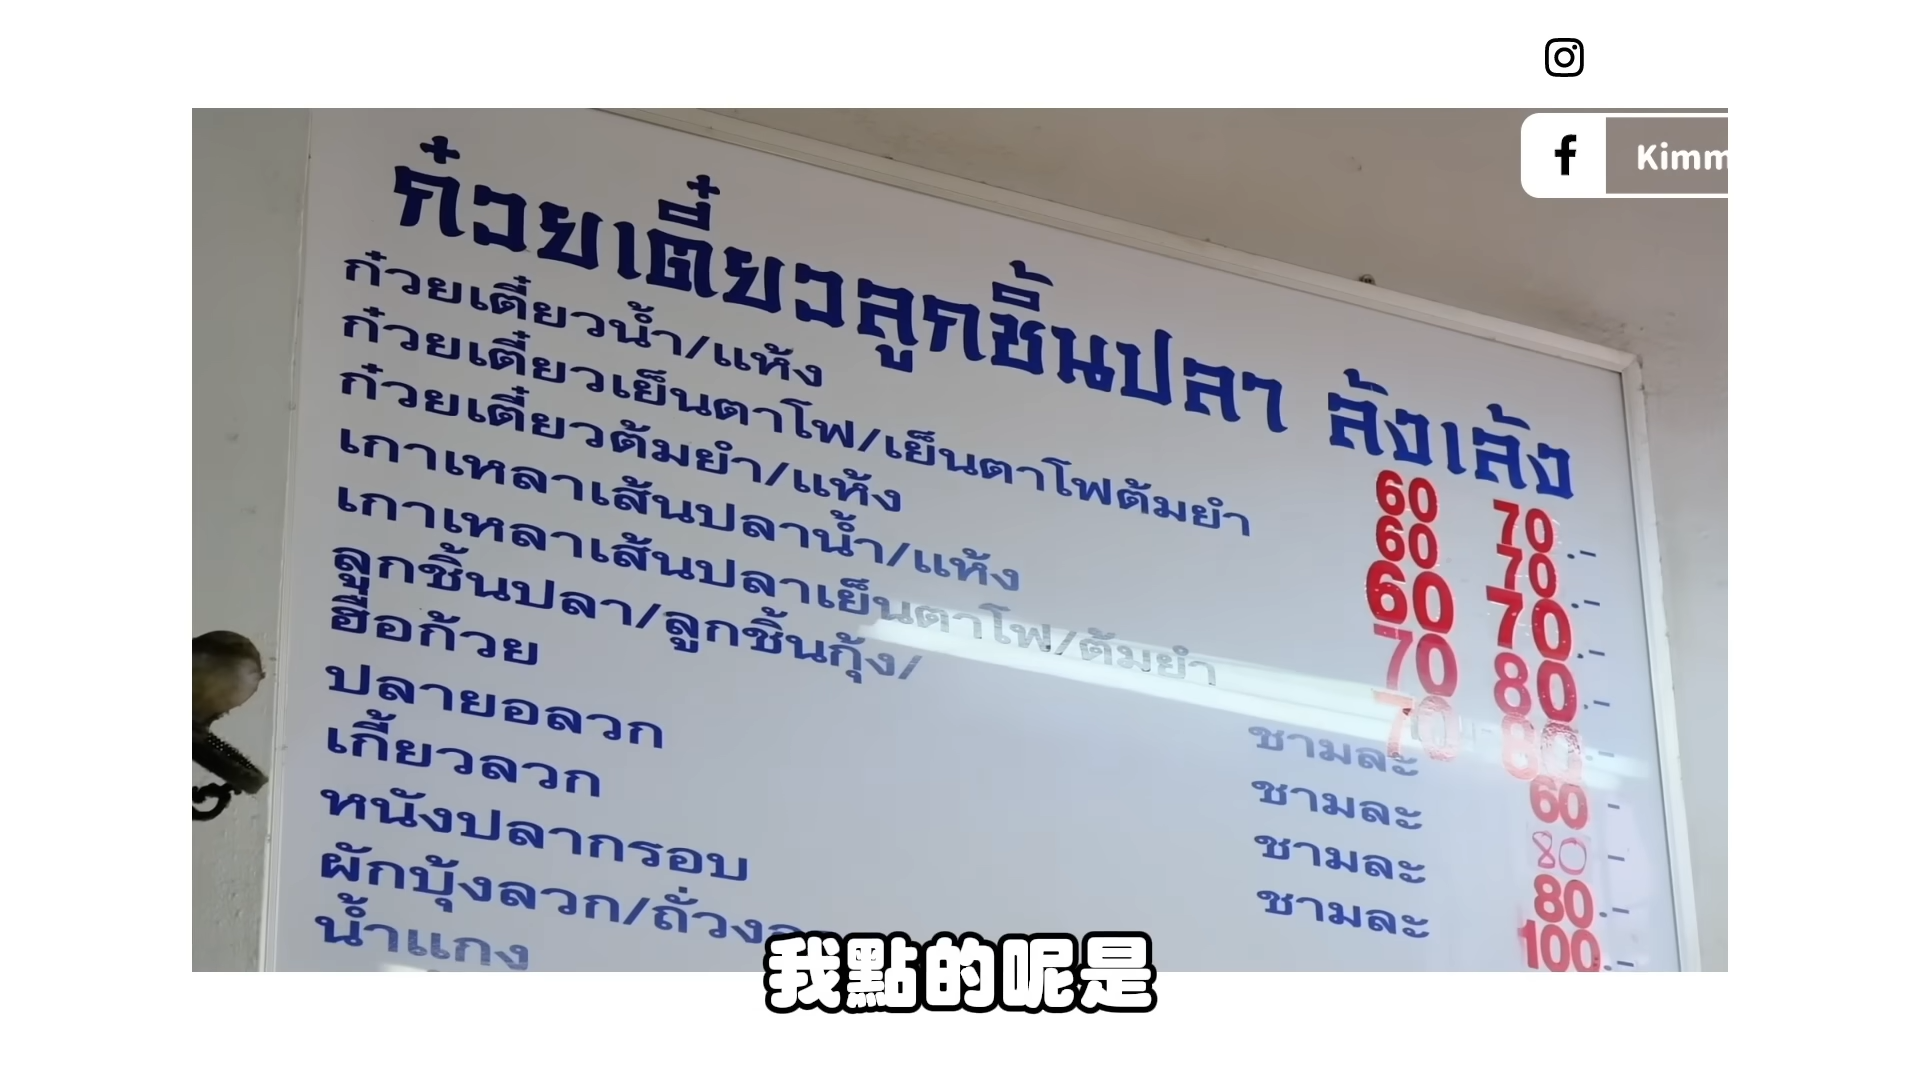 Kimm
ก๋วยเตี๋ยวลูกชิ้นปลา ลั้งเล้ง
ก๋วยเตี๋ยวน้ำ/แห้ง 60 70.-
ก๋วยเตี๋ยวเย็นตาโฟ/เย็นตาโฟต้มยำ 60 70.-
ก๋วยเตี๋ยวต้มยำ/แห้ง 60 70.-
เกาเหลาเส้นปลาน้ำ/แห้ง 70 80.-
เกาเหลาเส้นปลาเย็นตาโฟ/ต้มยำ 70 80.-
ลูกชิ้นปลา/ลูกชิ้นกุ้ง/ ชามละ 60.-
ฮือก้วย ชามละ 80.-
ปลายอลวก ชามละ 80.-
เกี้ยวลวก ชามละ 100.-
หนังปลากรอบ
ผักบุ้งลวก/ถั่วงอก
น้ำแกง
我點的呢是